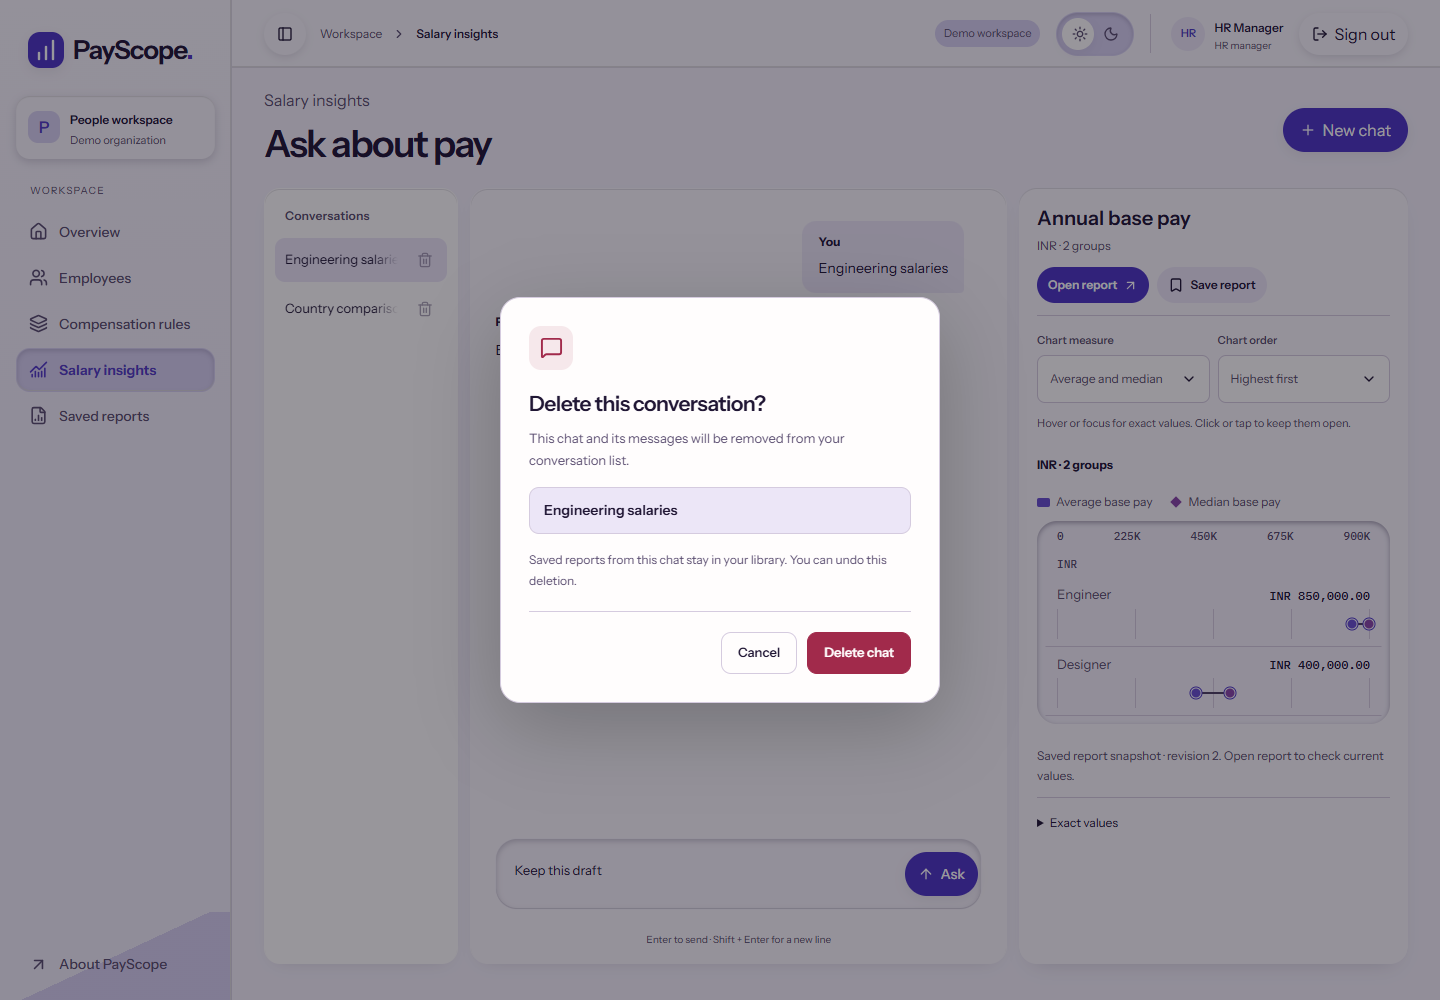 PayScope.
Workspace
Salary insights
Demo workspace
HR
HR Manager
HR manager
Sign out
P
People workspace
Demo organization
WORKSPACE
Overview
Employees
Compensation rules
Salary insights
Saved reports
About PayScope
Salary insights
Ask about pay
New chat
Conversations
Engineering salarie
Country comparisc
You
Engineering salaries
Delete this conversation?
This chat and its messages will be removed from your
conversation list.
Engineering salaries
Saved reports from this chat stay in your library. You can undo this
deletion.
Cancel
Delete chat
Keep this draft
Ask
Enter to send · Shift + Enter for a new line
Annual base pay
INR · 2 groups
Open report
Save report
Chart measure
Chart order
Average and median
Highest first
Hover or focus for exact values. Click or tap to keep them open.
INR · 2 groups
Average base pay
Median base pay
0 225K 450K 675K 900K
INR
Engineer INR 850,000.00
Designer INR 400,000.00
Saved report snapshot · revision 2. Open report to check current
values.
Exact values